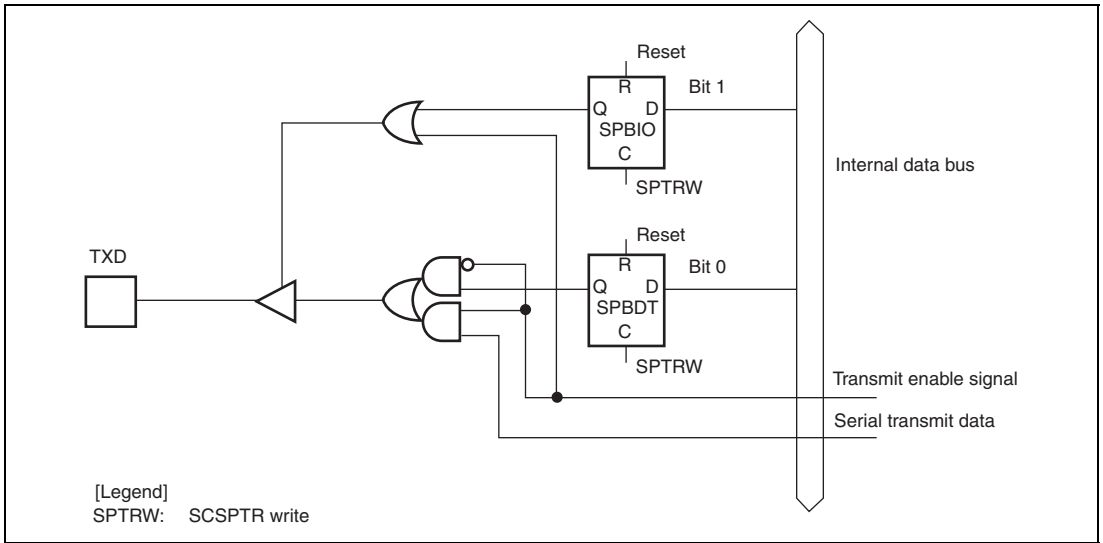 Reset
R
Bit 1
Q D
SPBIO
C
SPTRW
Internal data bus
TXD
Reset
R
Bit 0
Q D
SPBDT
C
SPTRW
Transmit enable signal
Serial transmit data
[Legend]
SPTRW: SCSPTR write